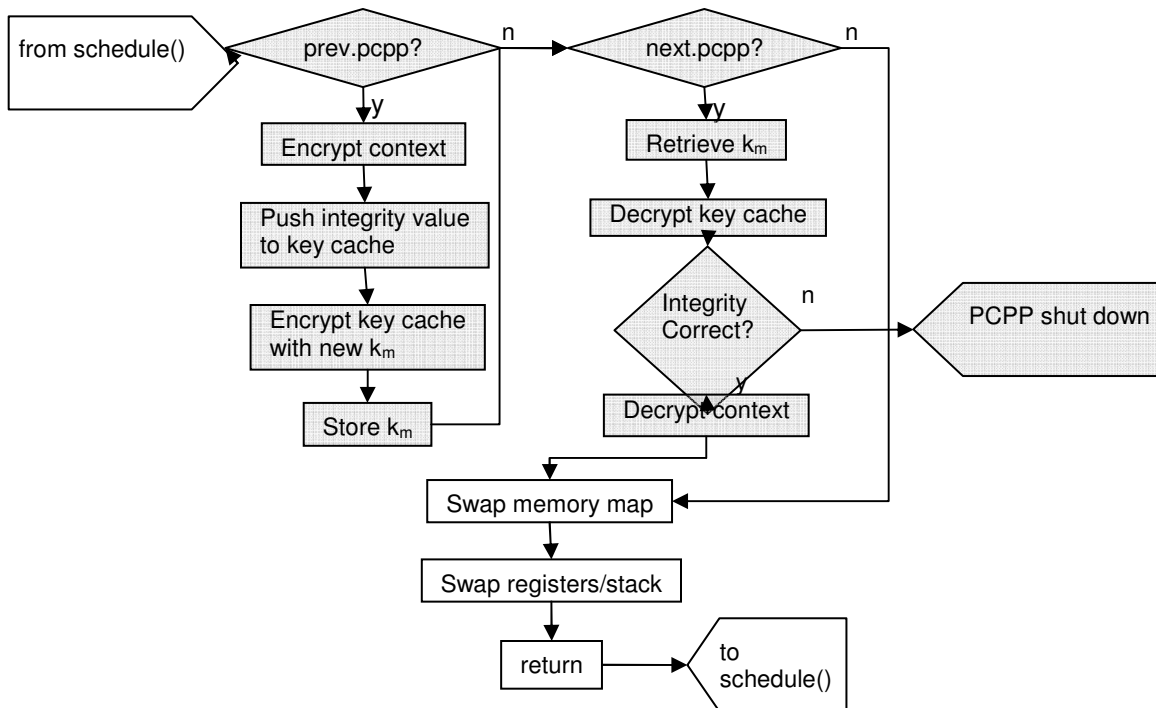 from schedule()
prev.pcpp?
n
next.pcpp?
n
y
y
Encrypt context
Retrieve kₘ
Push integrity value
to key cache
Decrypt key cache
Integrity
Correct?
n
PCPP shut down
Encrypt key cache
with new kₘ
y
Decrypt context
Store kₘ
Swap memory map
Swap registers/stack
return
to
schedule()